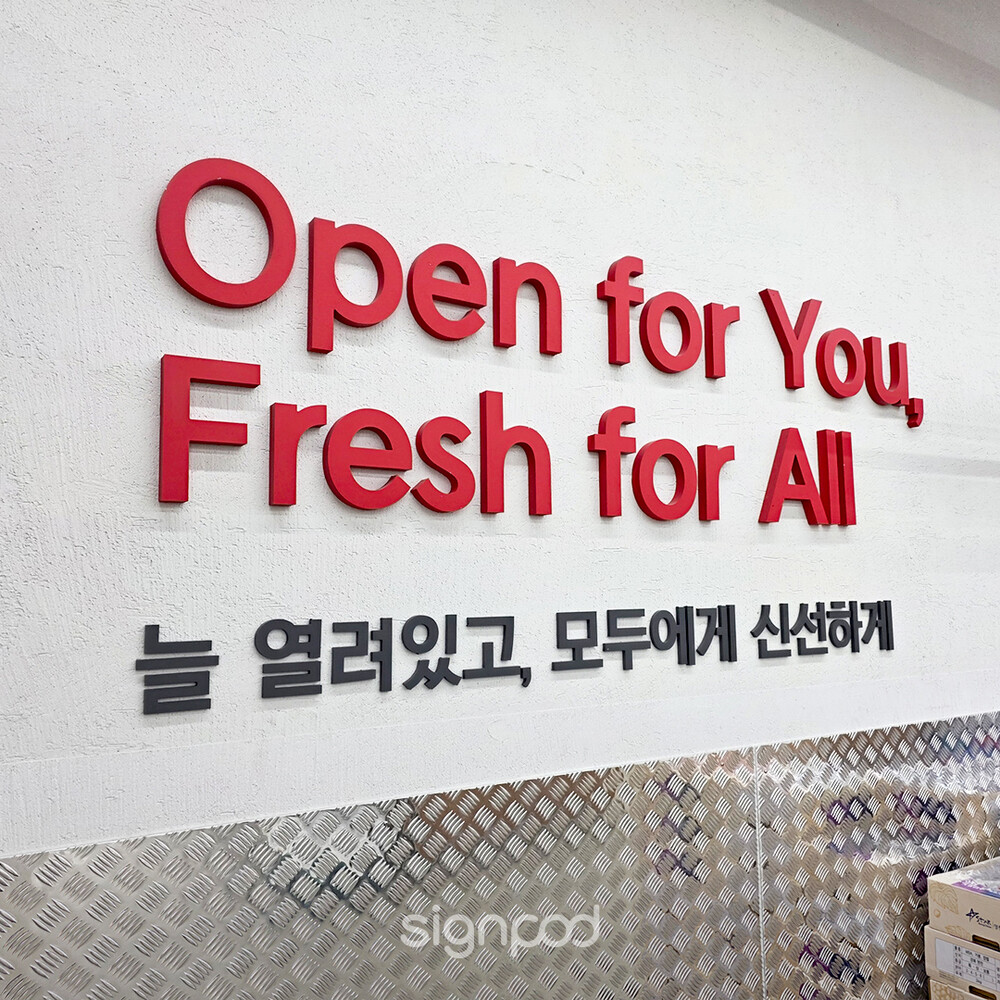 Open for You,
Fresh for All
늘 열려있고, 모두에게 신선하게
signpod